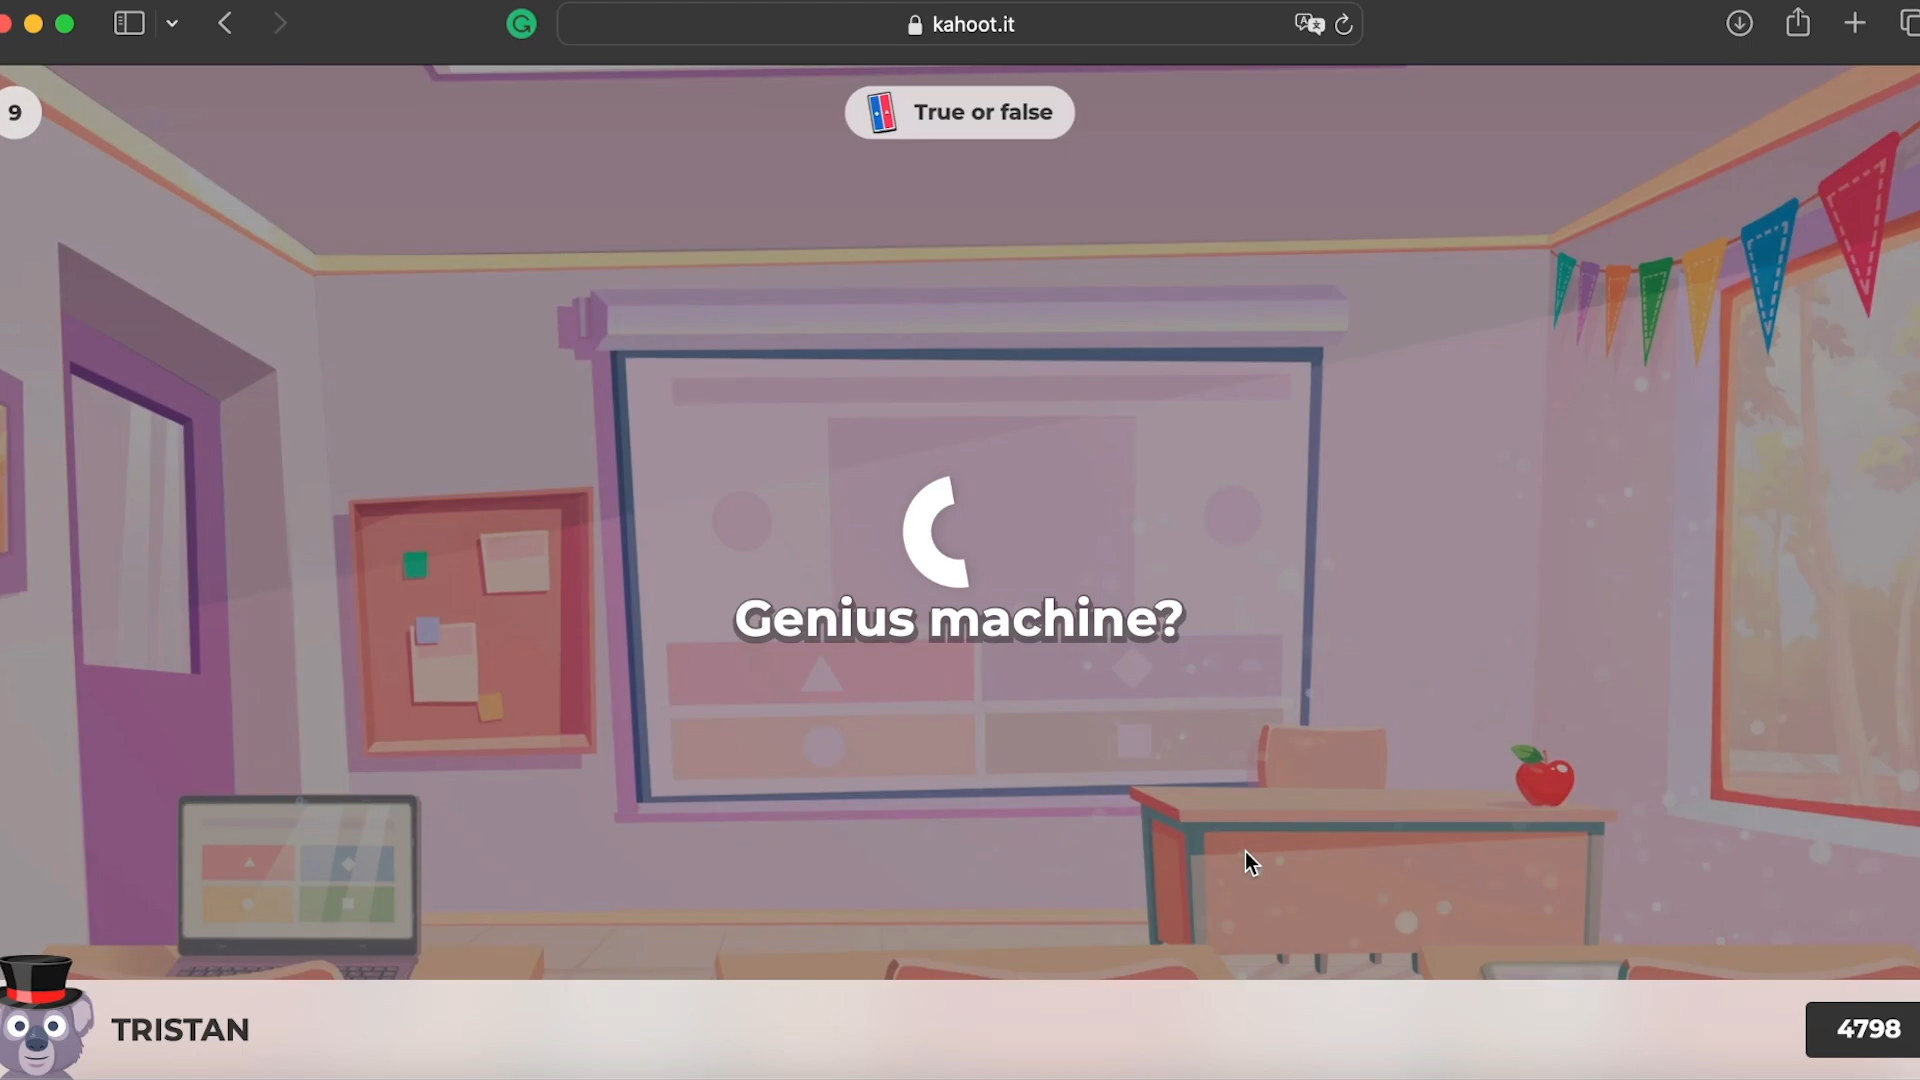 kahoot.it
9
True or false
Genius machine?
TRISTAN
4798